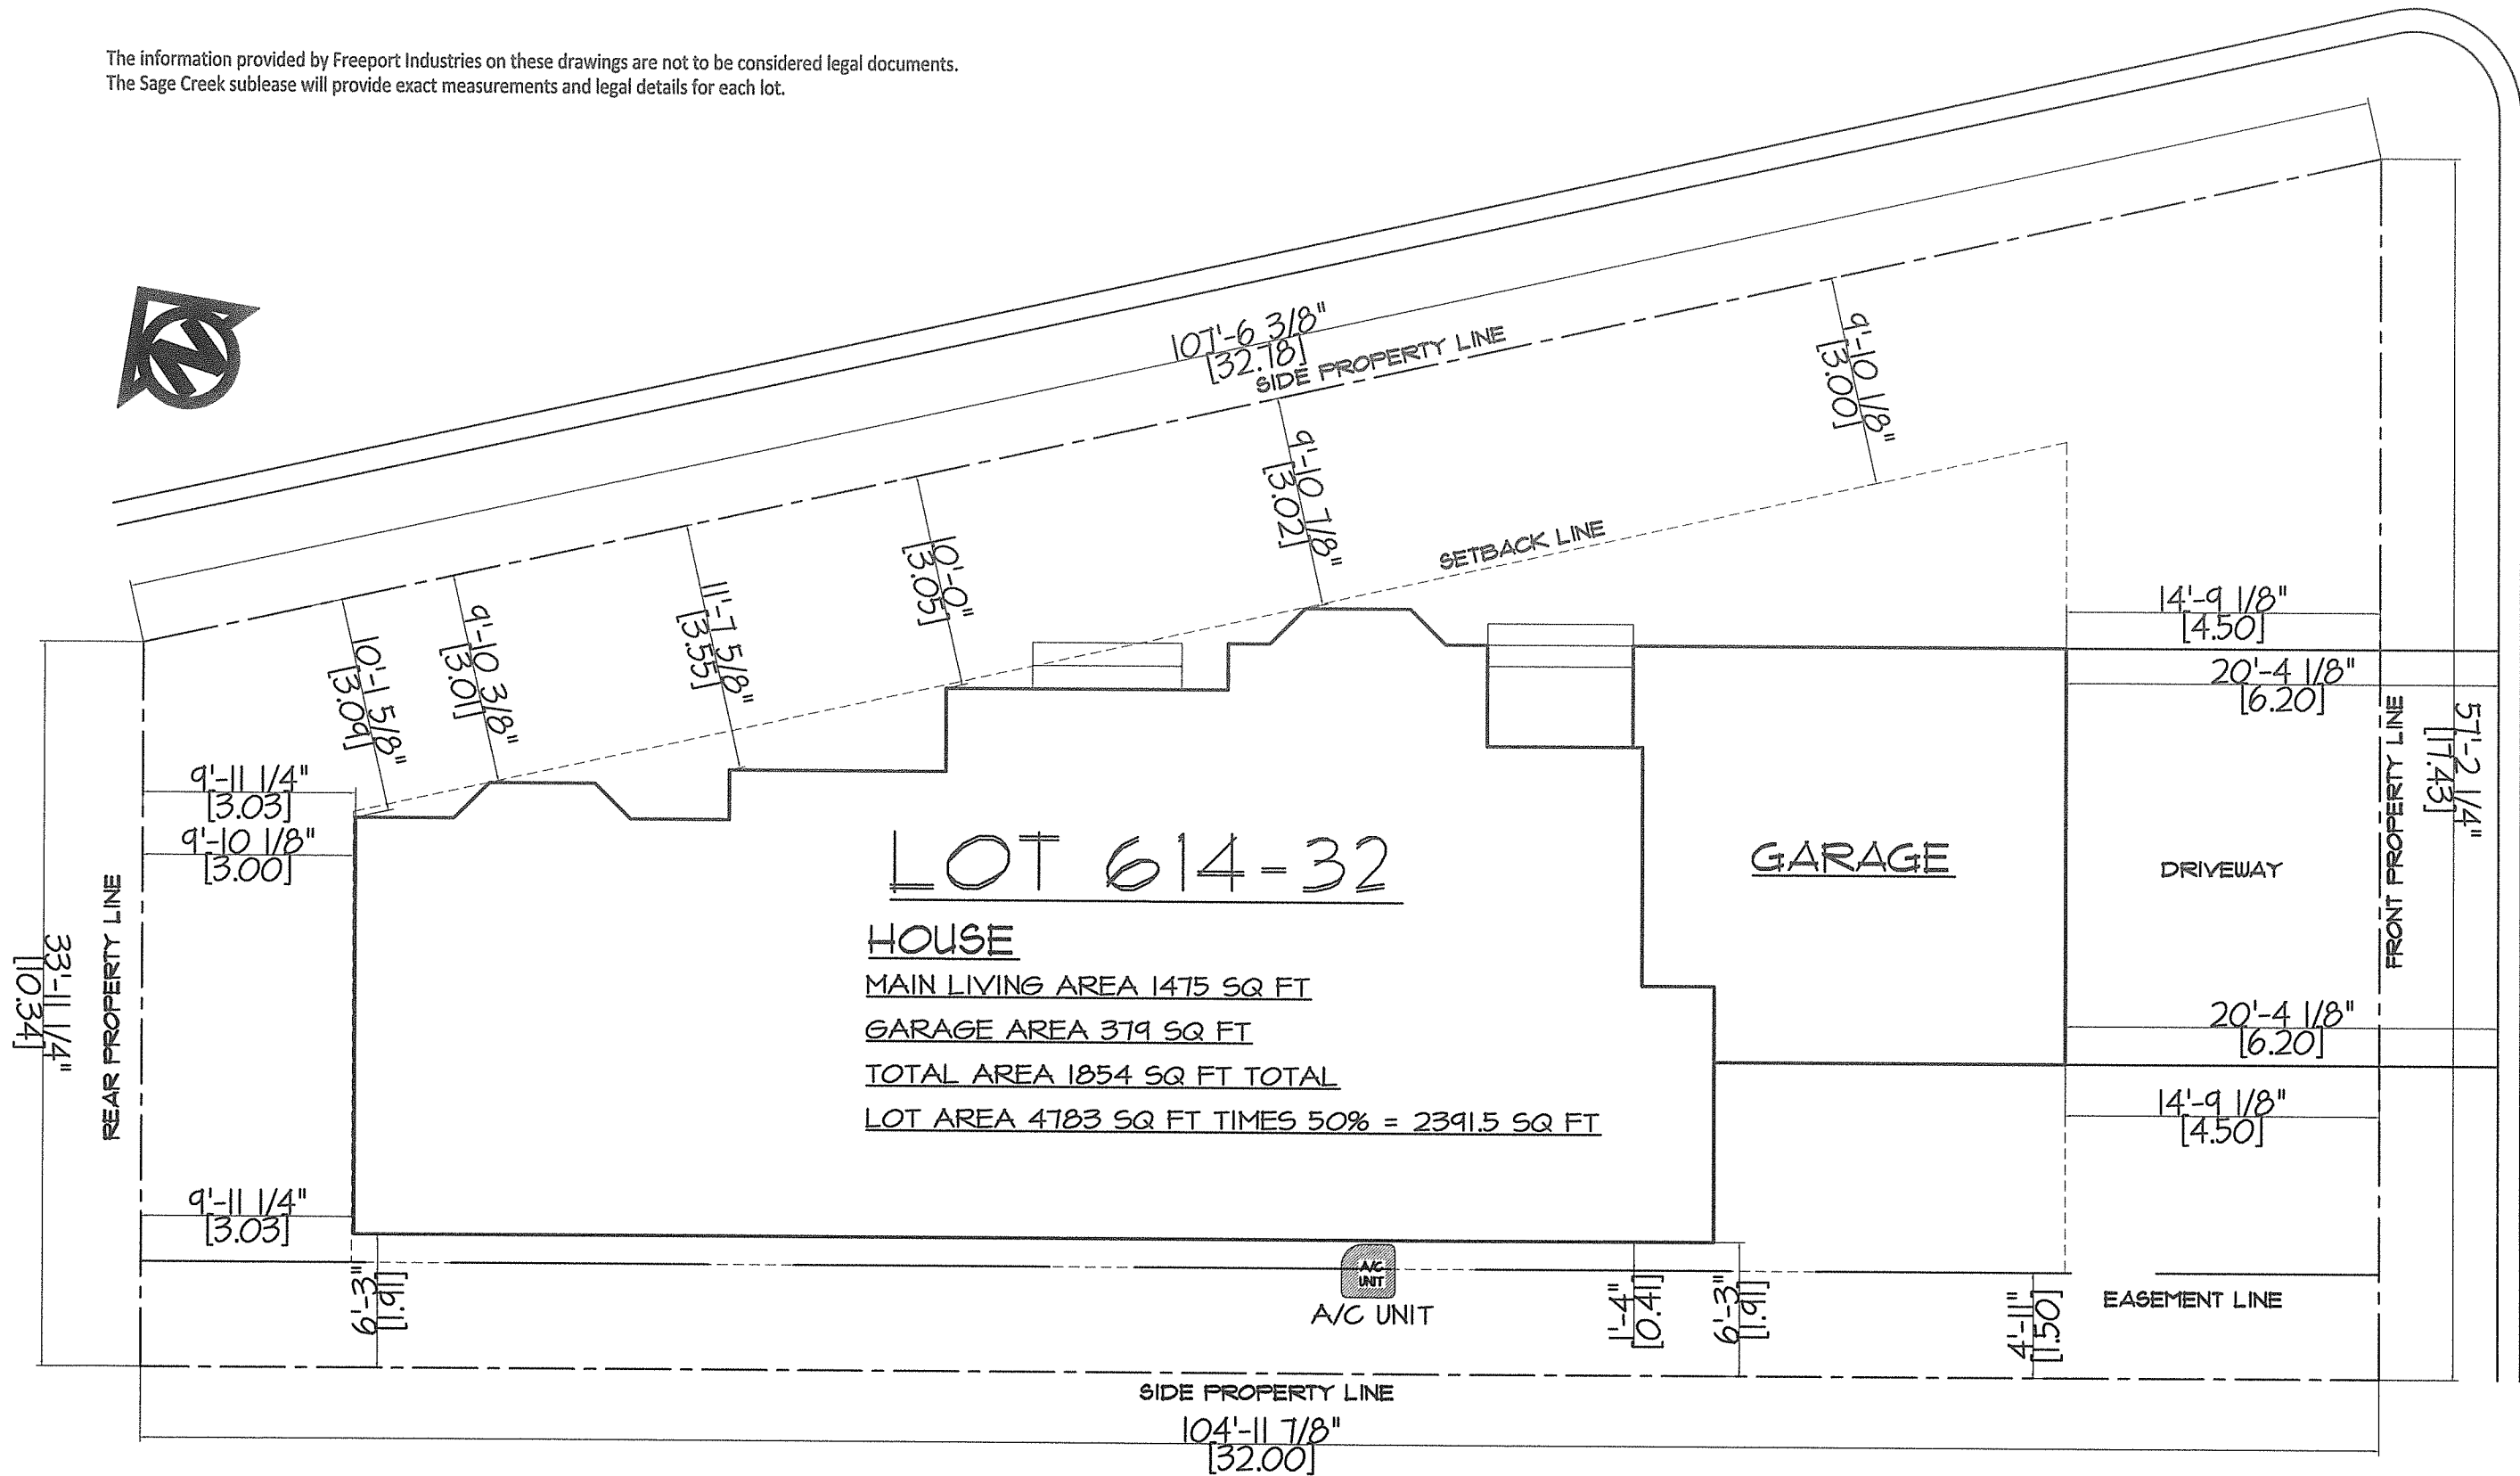 The information provided by Freeport Industries on these drawings are not to be considered legal documents.
The Sage Creek sublease will provide exact measurements and legal details for each lot.
N
107'-6 3/8"
[32.78]
SIDE PROPERTY LINE
9'-10 1/8"
[3.00]
9'-10 7/8"
[3.02]
10'-0"
[3.05]
11'-7 5/8"
[3.55]
9'-10 3/8"
[3.01]
10'-1 5/8"
[3.09]
SETBACK LINE
14'-9 1/8"
[4.50]
20'-4 1/8"
[6.20]
57'-2 1/4"
[17.43]
FRONT PROPERTY LINE
9'-11 1/4"
[3.03]
9'-10 1/8"
[3.00]
LOT 614-32
GARAGE
DRIVEWAY
HOUSE
MAIN LIVING AREA 1475 SQ FT
GARAGE AREA 379 SQ FT
TOTAL AREA 1854 SQ FT TOTAL
LOT AREA 4783 SQ FT TIMES 50% = 2391.5 SQ FT
REAR PROPERTY LINE
33'-11 1/4"
[10.34]
20'-4 1/8"
[6.20]
14'-9 1/8"
[4.50]
9'-11 1/4"
[3.03]
6'-3"
[1.91]
A/C
UNIT
A/C UNIT
1'-4"
[0.41]
6'-3"
[1.91]
4'-11"
[1.50]
EASEMENT LINE
SIDE PROPERTY LINE
104'-11 7/8"
[32.00]